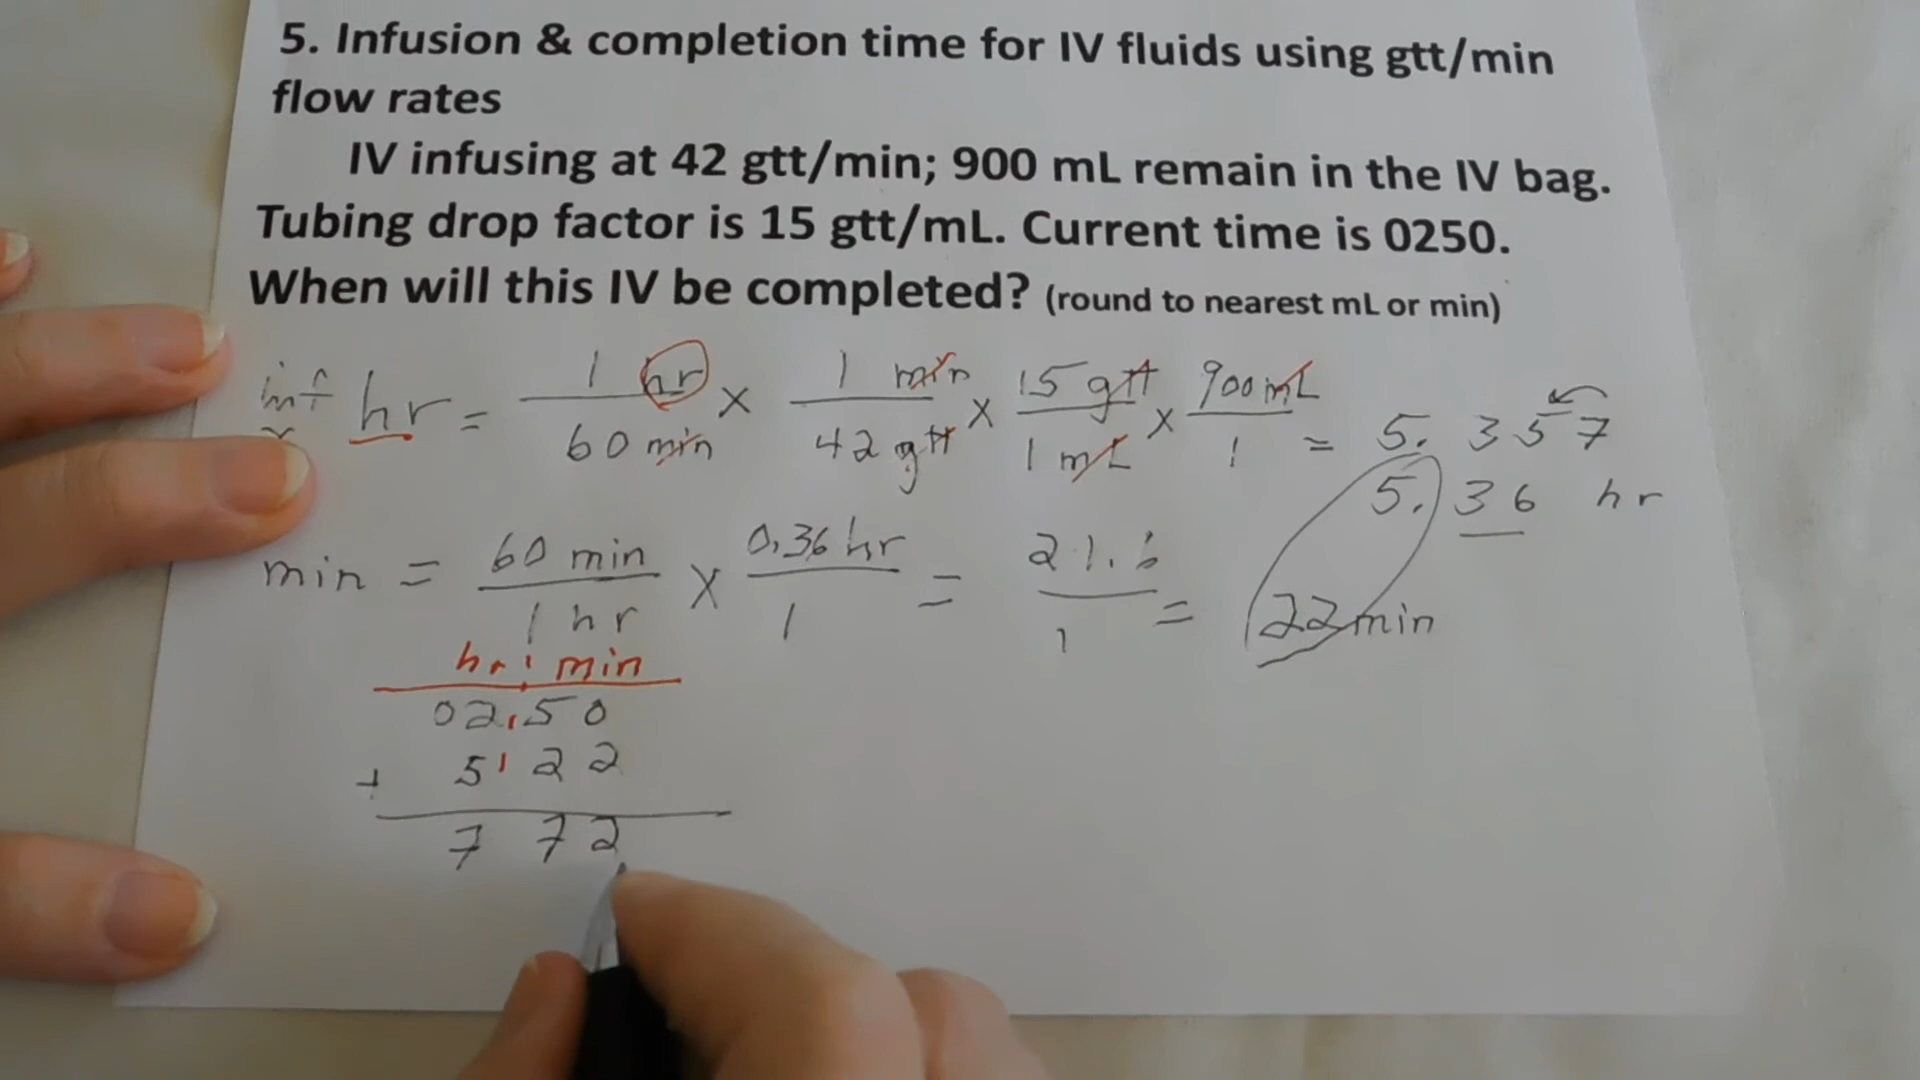 5. Infusion & completion time for IV fluids using gtt/min
flow rates
IV infusing at 42 gtt/min; 900 mL remain in the IV bag.
Tubing drop factor is 15 gtt/mL. Current time is 0250.
When will this IV be completed? (round to nearest mL or min)
inf hr = 1 hr / 60 min x 1 min / 42 gtt x 15 gtt / 1 mL x 900 mL / 1 = 5.357
5.36 hr
min = 60 min / 1 hr x 0.36 hr / 1 = 21.6 / 1 = 22 min
hr : min
02:50
+ 5:22
7 72